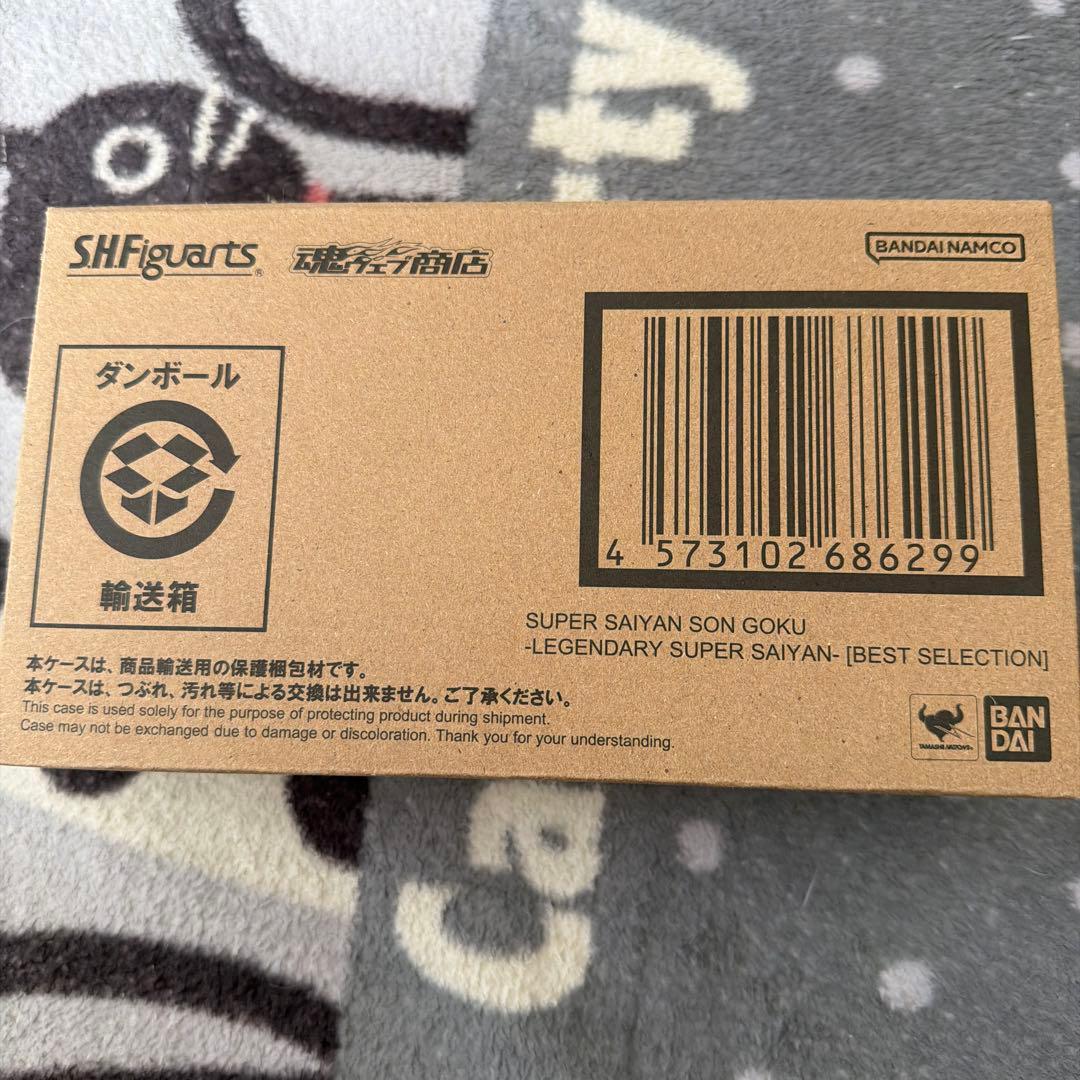 S.H.Figuarts®
魂ウェブ商店
BANDAI NAMCO
ダンボール
輸送箱
4 573102 686299
SUPER SAIYAN SON GOKU
-LEGENDARY SUPER SAIYAN- [BEST SELECTION]
本ケースは、商品輸送用の保護梱包材です。
本ケースは、つぶれ、汚れ等による交換は出来ません。ご了承ください。
This case is used solely for the purpose of protecting product during shipment.
Case may not be exchanged due to damage or discoloration. Thank you for your understanding.
TAMASHII NATIONS
BAN
DAI
ty
Ca